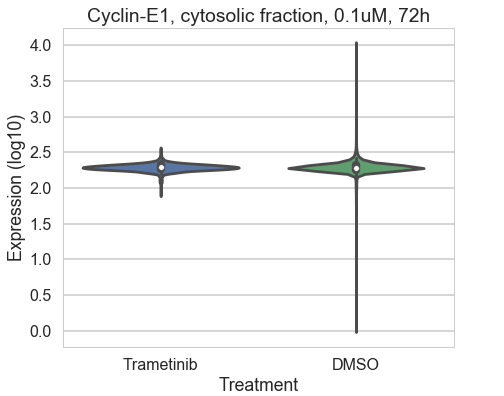 Cyclin-E1, cytosolic fraction, 0.1uM, 72h
Expression (log10)
4.0
3.5
3.0
2.5
2.0
1.5
1.0
0.5
0.0
Trametinib DMSO
Treatment